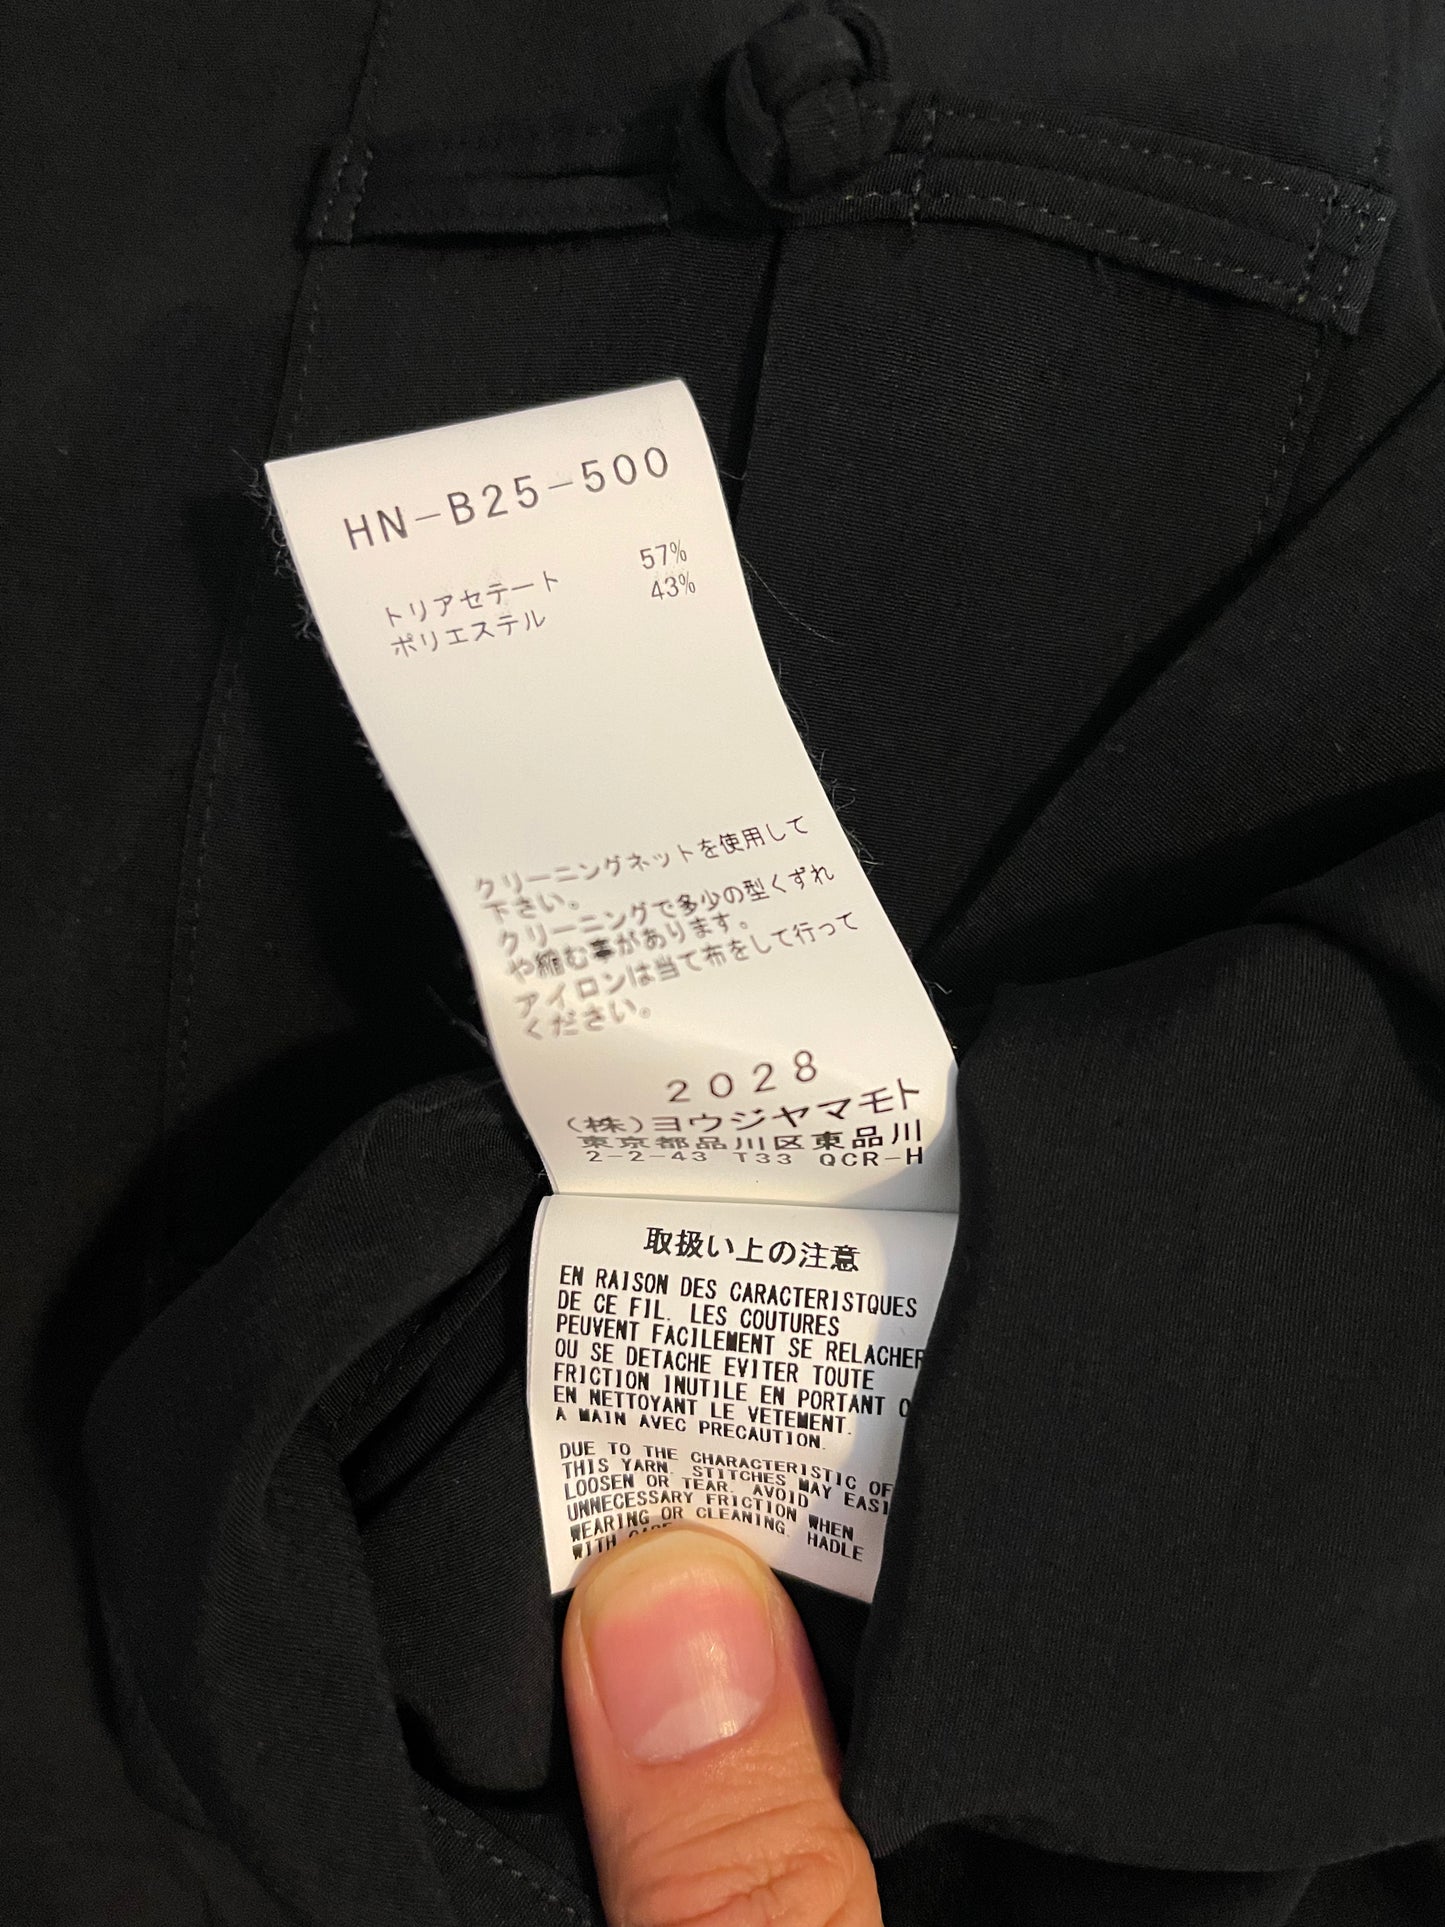 HN-B25-500
トリアセテート 57%
ポリエステル 43%
クリーニングネットを使用して
下さい。
クリーニングで多少の型くずれ
や縮む事があります。
アイロンは当て布をして行って
ください。
2028
(株)ヨウジヤマモト
東京都品川区東品川
2-2-43 T33 QCR-H
取扱い上の注意
EN RAISON DES CARACTERISTQUES
DE CE FIL. LES COUTURES
PEUVENT FACILEMENT SE RELACHER
OU SE DETACHE EVITER TOUTE
FRICTION INUTILE EN PORTANT
EN NETTOYANT LE VETEMENT.
A MAIN AVEC PRECAUTION.
DUE TO THE CHARACTERISTIC OF
THIS YARN. STITCHES MAY EASI
LOOSEN OR TEAR. AVOID
UNNECESSARY FRICTION WHEN
WEARING OR CLEANING. HADLE
WITH